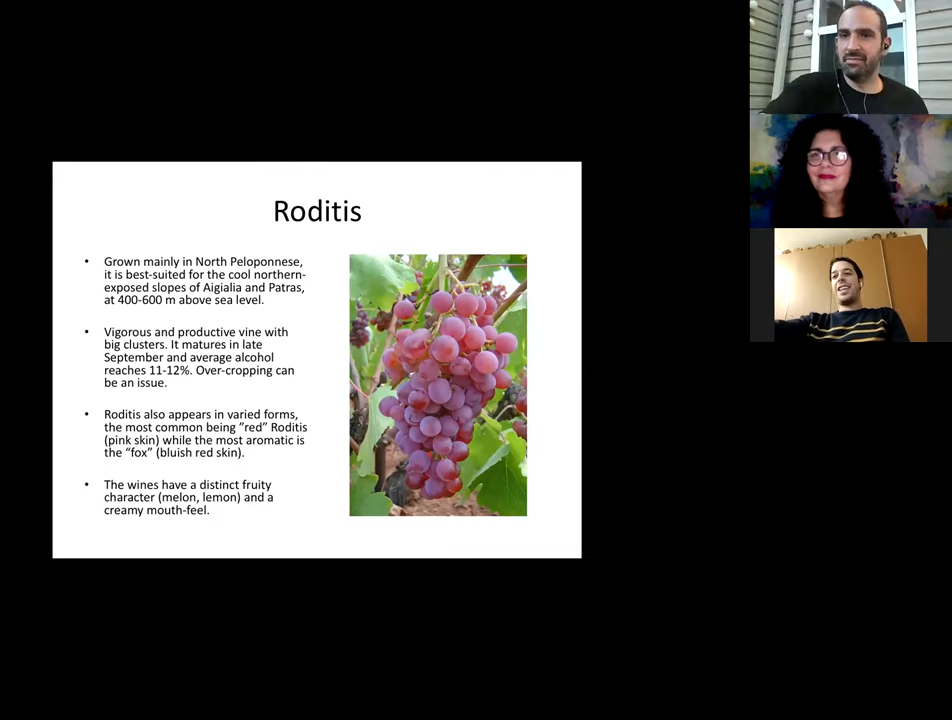 Roditis
• Grown mainly in North Peloponnese,
it is best-suited for the cool northern-
exposed slopes of Aigialia and Patras,
at 400-600 m above sea level.
• Vigorous and productive vine with
big clusters. It matures in late
September and average alcohol
reaches 11-12%. Over-cropping can
be an issue.
• Roditis also appears in varied forms,
the most common being ”red” Roditis
(pink skin) while the most aromatic is
the “fox” (bluish red skin).
• The wines have a distinct fruity
character (melon, lemon) and a
creamy mouth-feel.